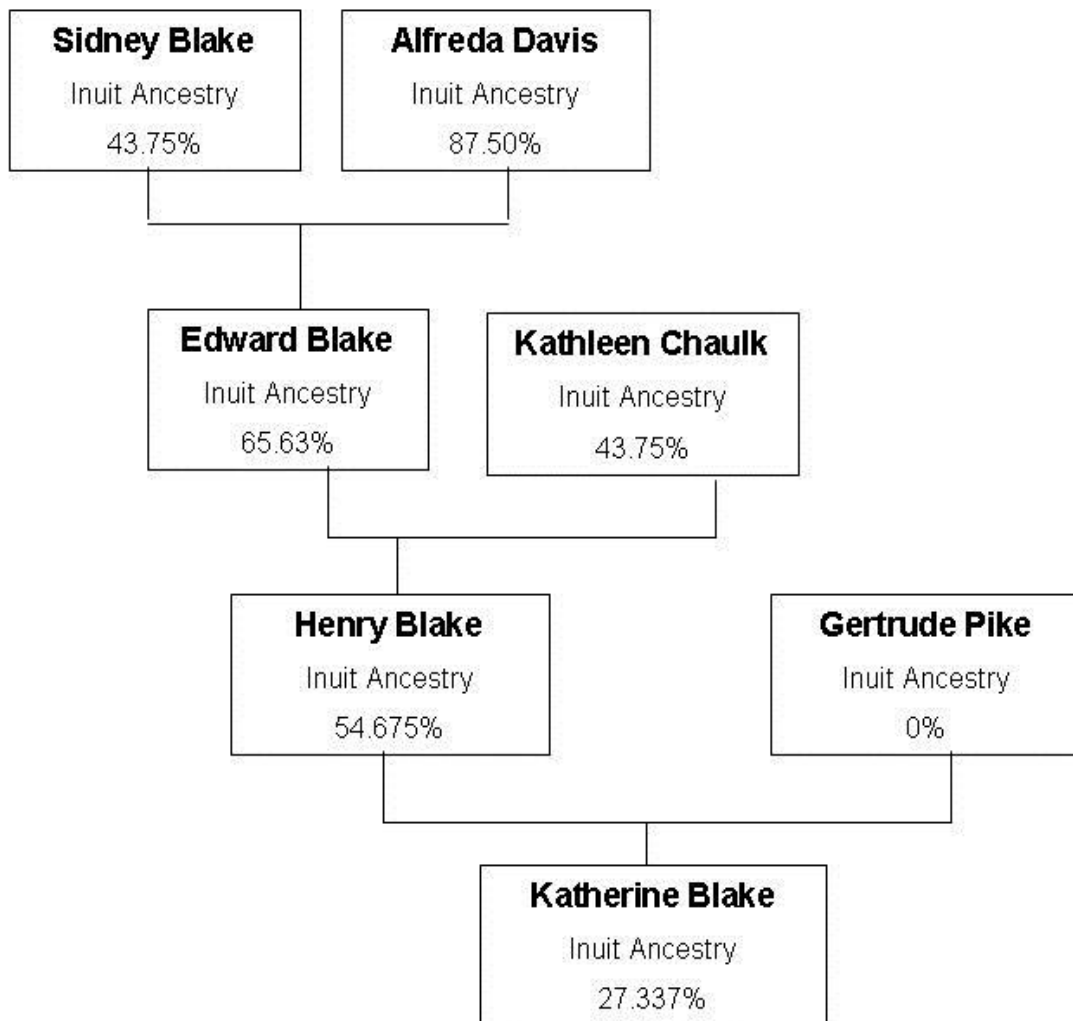 Sidney Blake
Inuit Ancestry
43.75%
Alfreda Davis
Inuit Ancestry
87.50%
Edward Blake
Inuit Ancestry
65.63%
Kathleen Chaulk
Inuit Ancestry
43.75%
Henry Blake
Inuit Ancestry
54.675%
Gertrude Pike
Inuit Ancestry
0%
Katherine Blake
Inuit Ancestry
27.337%